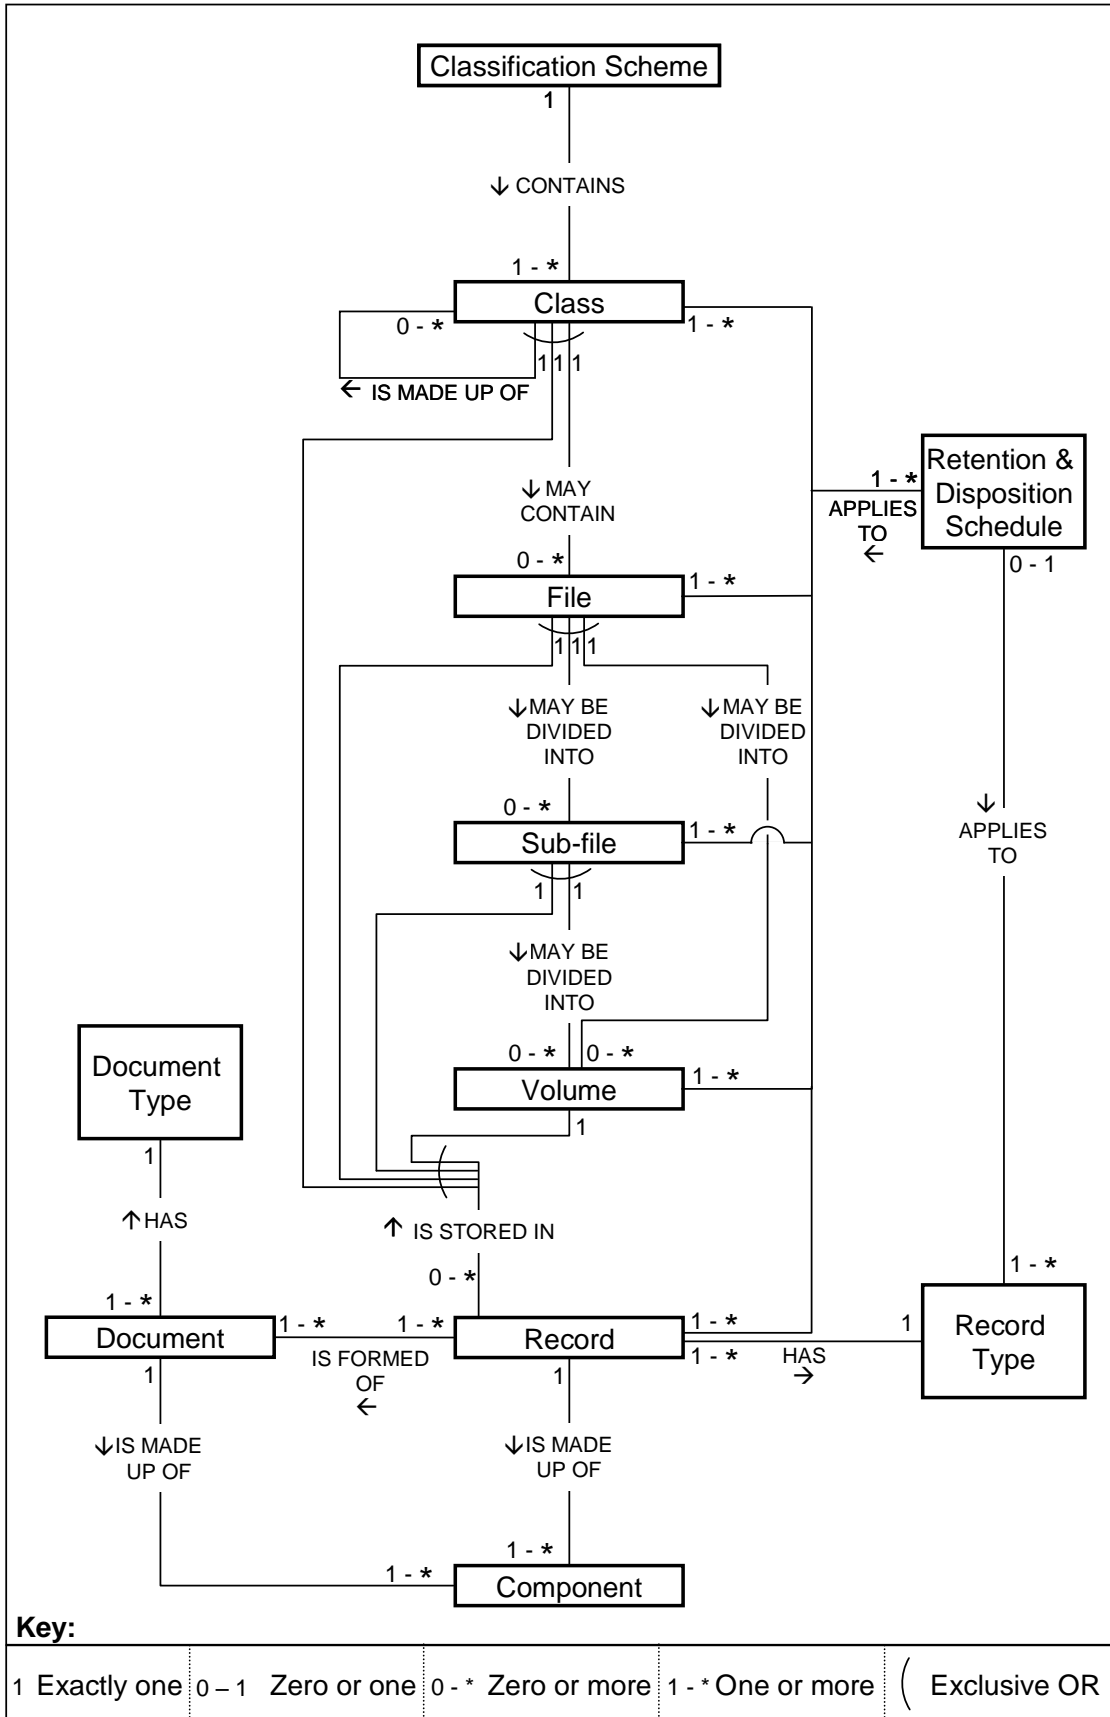 Classification Scheme
1
↓ CONTAINS
1 - *
Class
0 - *
1 - *
1 1 1
← IS MADE UP OF
↓ MAY
CONTAIN
Retention &
Disposition
Schedule
1 - *
APPLIES
TO
←
0 - 1
0 - *
File
1 - *
1 1 1
↓ MAY BE
DIVIDED
INTO
↓ MAY BE
DIVIDED
INTO
0 - *
Sub-file
1 - *
1 1
↓
APPLIES
TO
↓ MAY BE
DIVIDED
INTO
0 - * 0 - *
Volume
1 - *
1
Document
Type
1
↑ HAS
↑ IS STORED IN
0 - *
1 - *
1 - *
Document
1 - * 1 - *
IS FORMED
OF
←
Record
1 - *
1 - *
HAS
→
1
Record
Type
1
↓ IS MADE
UP OF
1
↓ IS MADE
UP OF
1 - *
1 - *
Component
Key:
1 Exactly one 0 – 1 Zero or one 0 - * Zero or more 1 - * One or more ( Exclusive OR